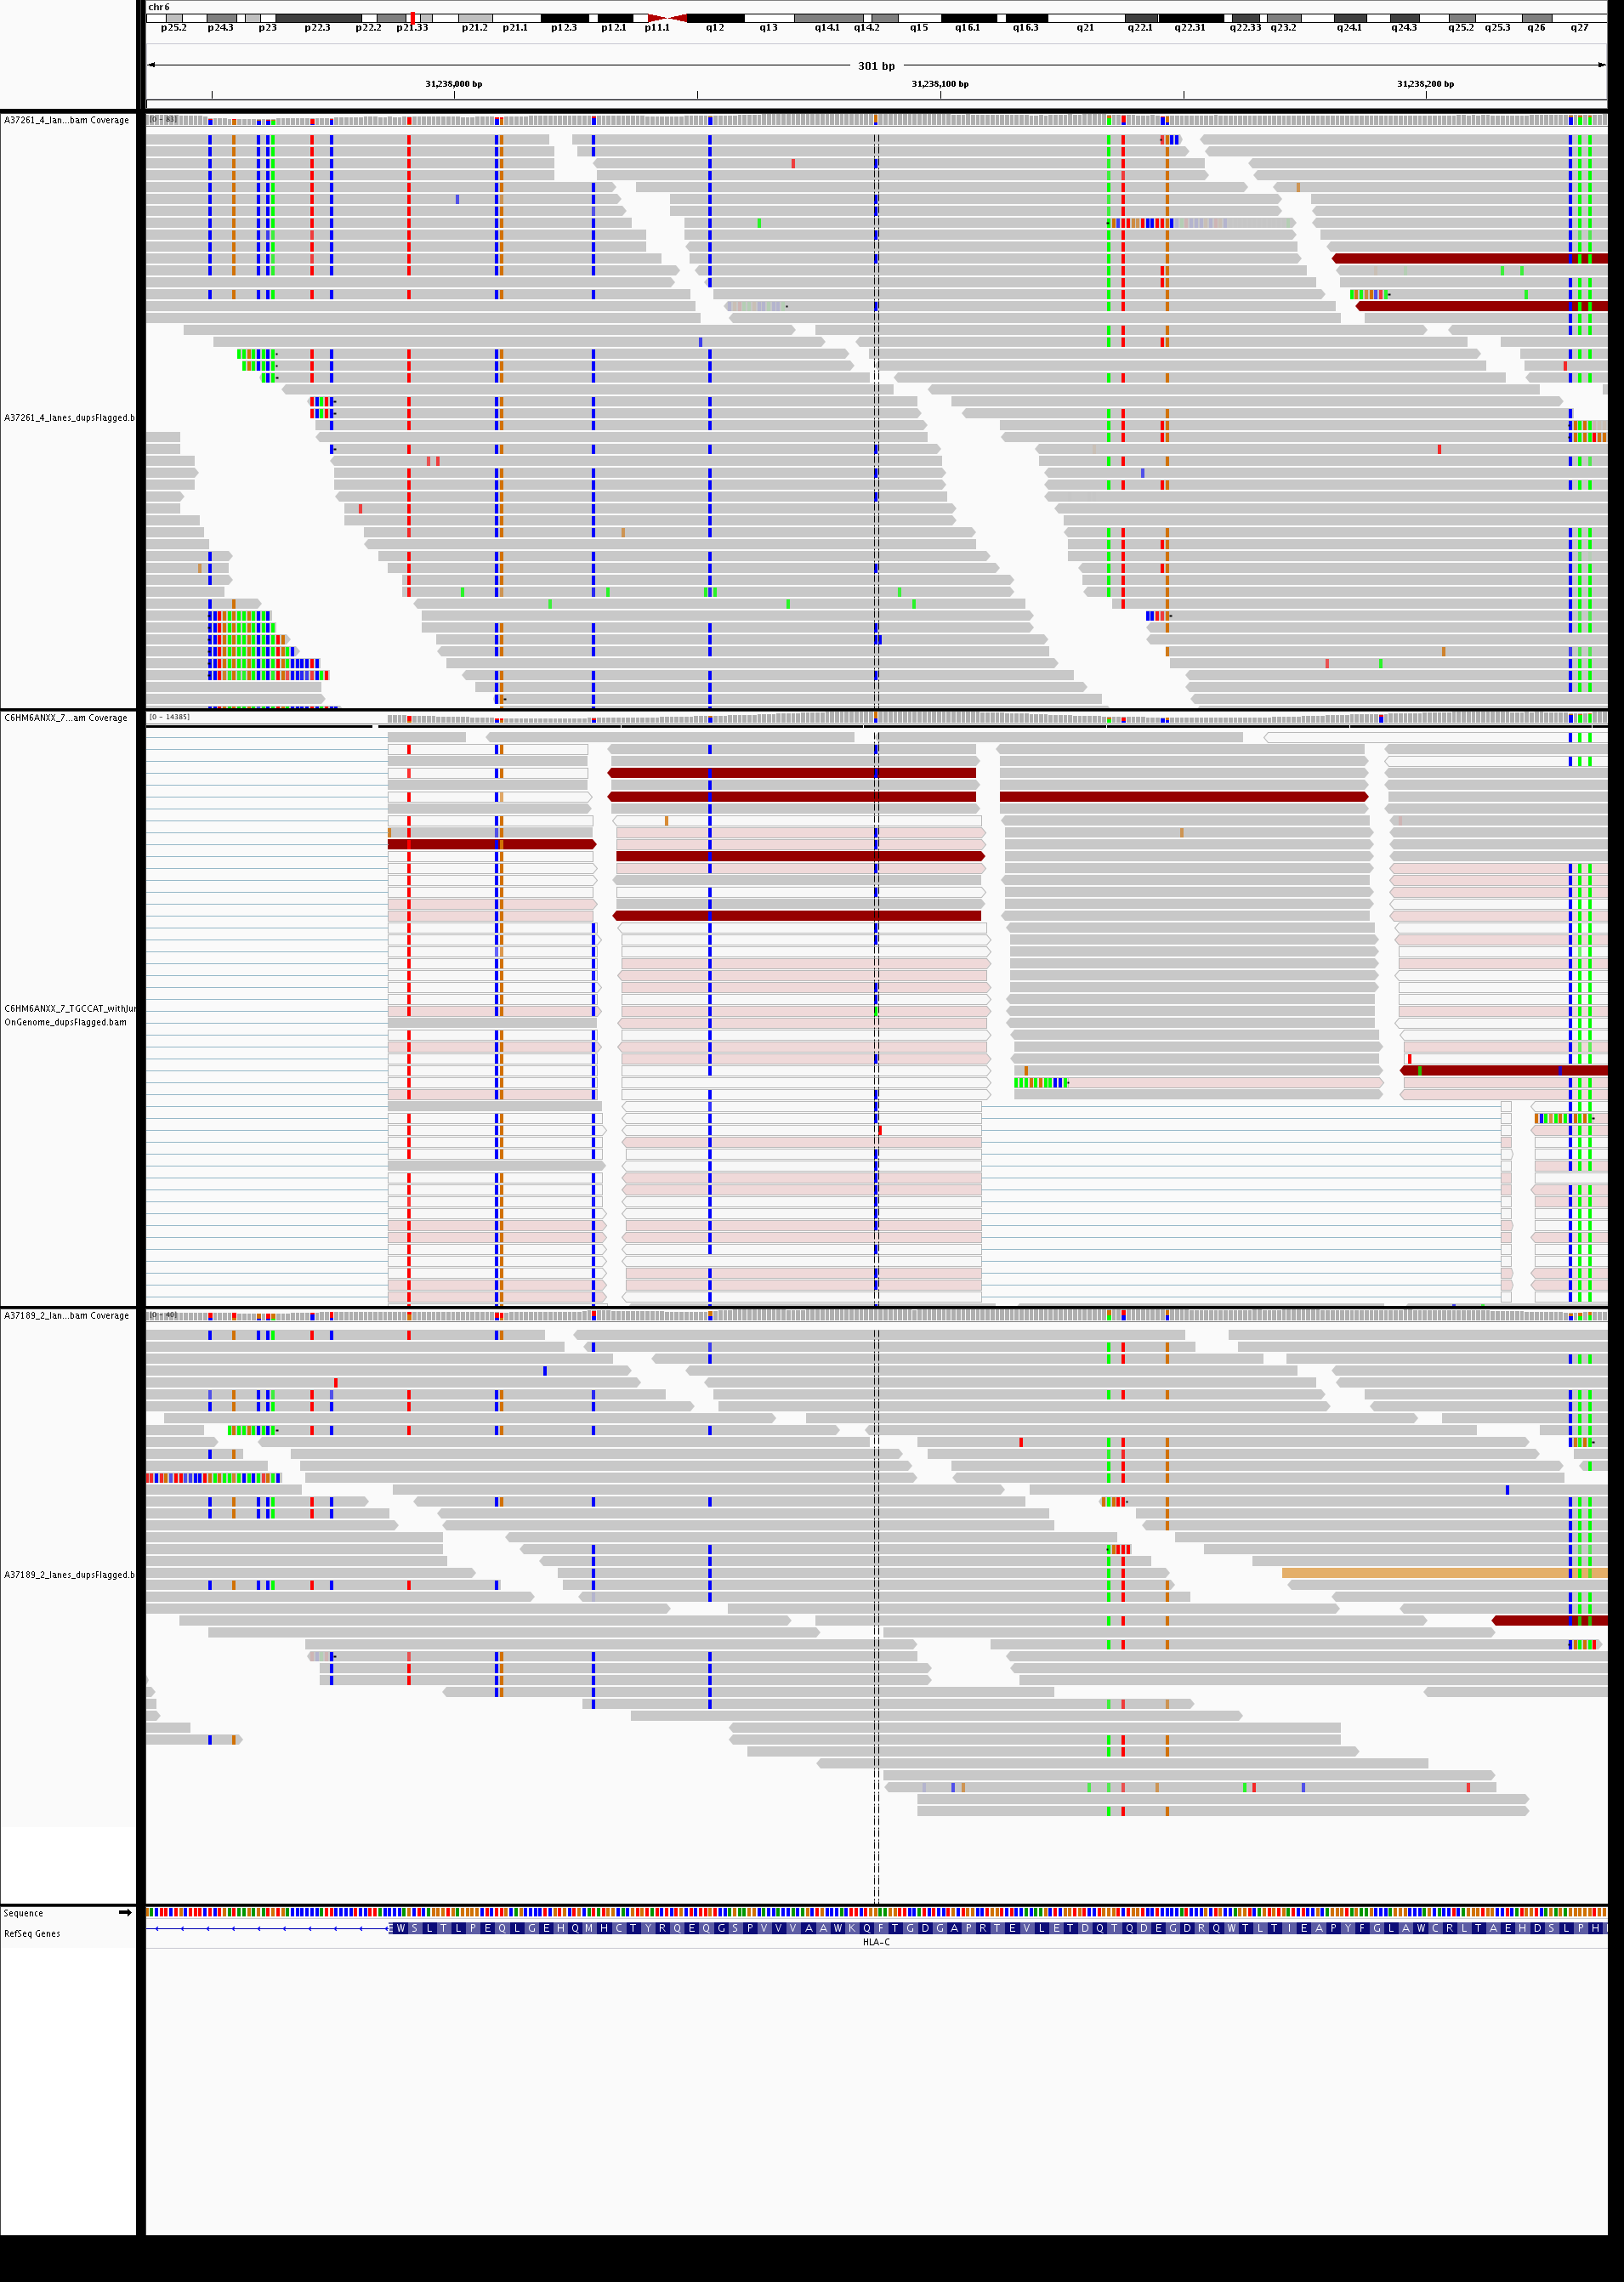 chr6
p25.2 p24.3 p23 p22.3 p22.2 p21.33 p21.2 p21.1 p12.3 p12.1 p11.1 q12 q13 q14.1 q14.2 q15 q16.1 q16.3 q21 q22.1 q22.31 q22.33 q23.2 q24.1 q24.3 q25.2 q25.3 q26 q27
301 bp
31,238,000 bp 31,238,100 bp 31,238,200 bp
A37261_4_lan...bam Coverage
A37261_4_lanes_dupsFlagged.b
C6HM6ANXX_7...am Coverage [0 - 14385]
C6HM6ANXX_7_TGCCAT_withJur
OnGenome_dupsFlagged.bam
A37189_2_lan...bam Coverage
A37189_2_lanes_dupsFlagged.b
Sequence
RefSeq Genes W S L T L P E Q L G E H Q M H C T Y R Q E Q G S P V V V A A W K Q F T G D G A P R T E V L E T D Q T Q D E G D R Q W T L T I E A P Y F G L A W C R L T A E H D S L P H
HLA-C